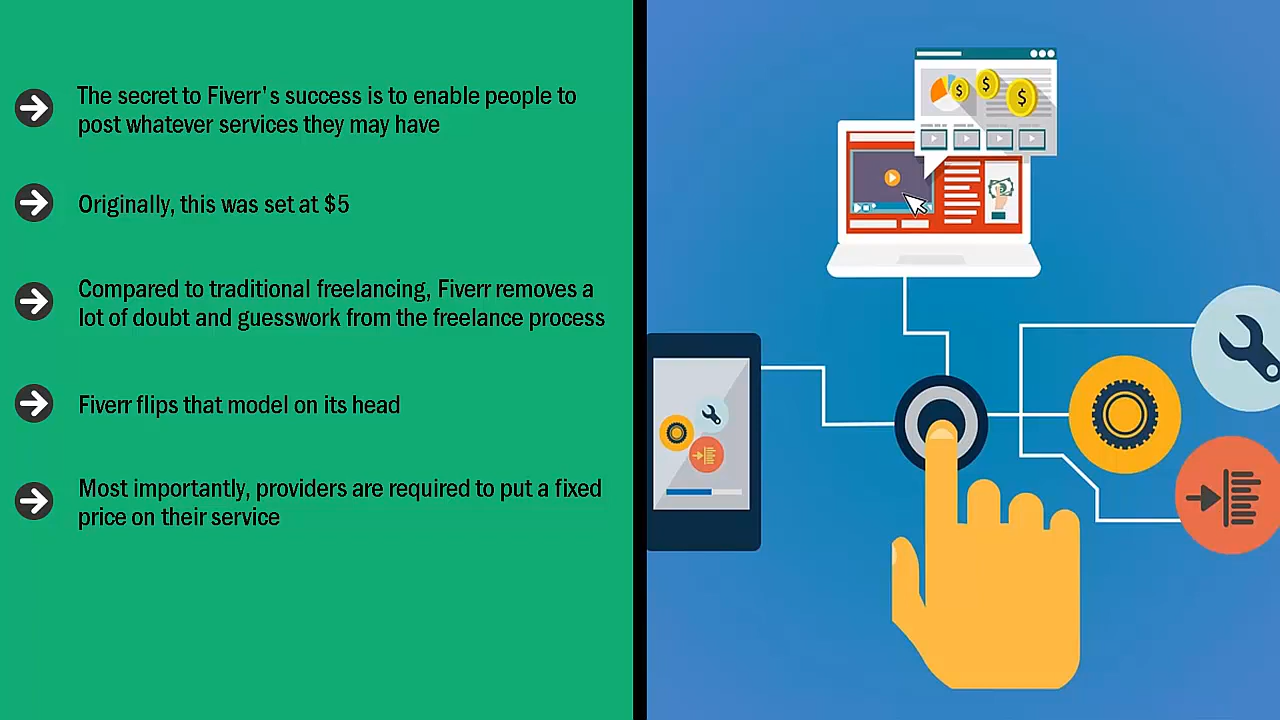 The secret to Fiverr's success is to enable people to
post whatever services they may have
Originally, this was set at $5
Compared to traditional freelancing, Fiverr removes a
lot of doubt and guesswork from the freelance process
Fiverr flips that model on its head
Most importantly, providers are required to put a fixed
price on their service
$ $ $